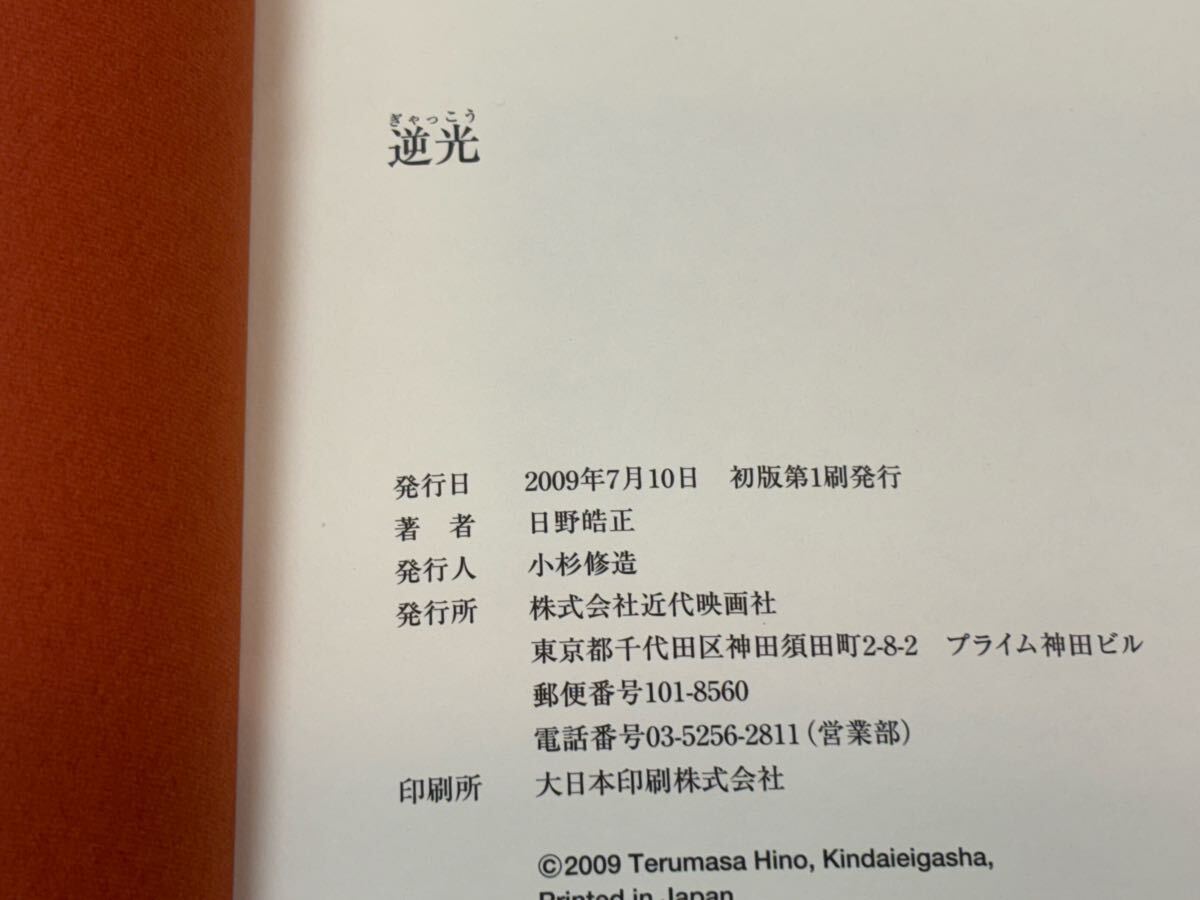 ぎゃっこう
逆光
発行日 2009年7月10日 初版第1刷発行
著者 日野皓正
発行人 小杉修造
発行所 株式会社近代映画社
東京都千代田区神田須田町2-8-2 プライム神田ビル
郵便番号101-8560
電話番号03-5256-2811(営業部)
印刷所 大日本印刷株式会社
©2009 Terumasa Hino, Kindaieigasha,
Printed in Japan